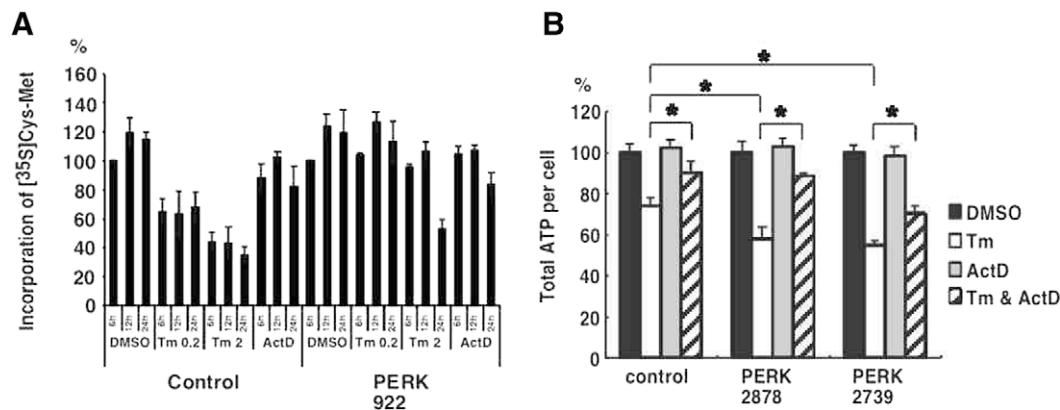 A
%
Incorporation of [³⁵S]Cys-Met
160
140
120
100
80
60
40
20
0
6h 12h 24h 6h 12h 24h 6h 12h 24h 6h 12h 24h 6h 12h 24h 6h 12h 24h 6h 12h 24h 6h 12h 24h
DMSO Tm 0.2 Tm 2 ActD DMSO Tm 0.2 Tm 2 ActD
Control PERK
922
B
%
Total ATP per cell
120
100
80
60
40
20
0
*
* *
* *
control PERK PERK
2878 2739
DMSO
Tm
ActD
Tm & ActD